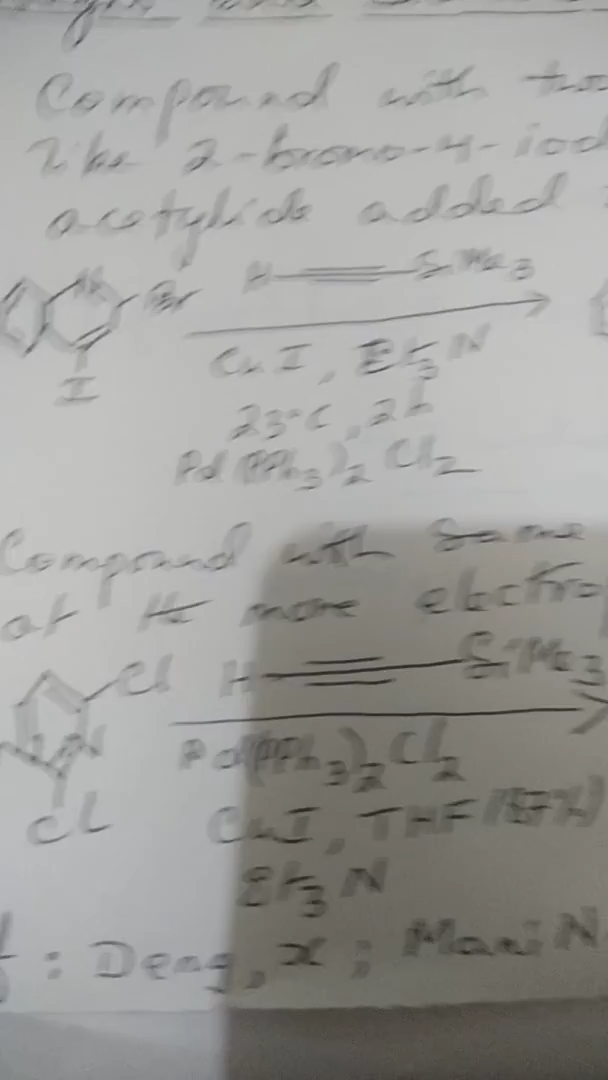 Compound with two
like 2-bromo-4-iod
acetylide added
Br H SiMe3
I
CuI, Et3N
23°C, 2h
Pd(PPh3)2Cl2
Compound with same
at the more electro
Cl H SiMe3
N Pd(PPh3)2Cl2
Cl CuI, THF (87%)
Et3N
f: Deng, X; Mani N